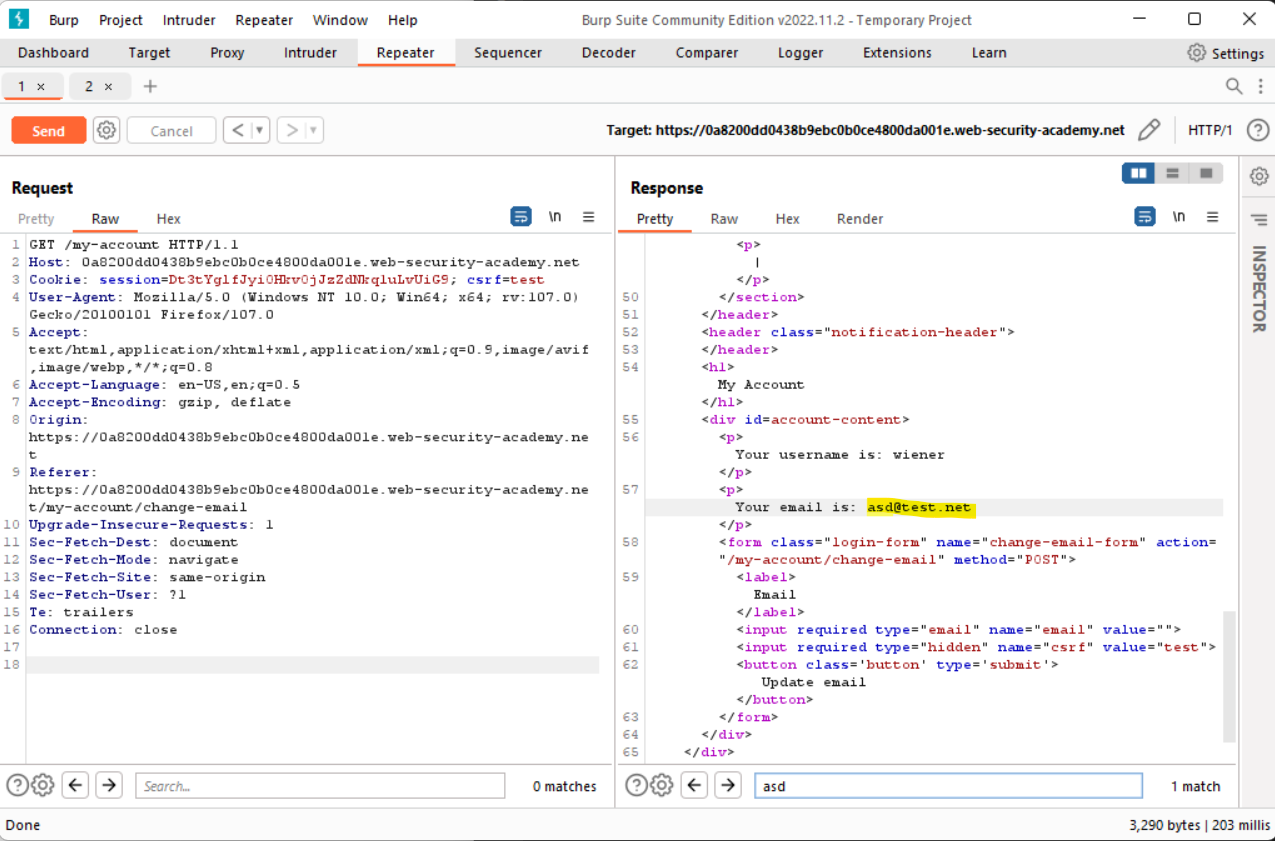 Burp Project Intruder Repeater Window Help Burp Suite Community Edition v2022.11.2 - Temporary Project
Dashboard Target Proxy Intruder Repeater Sequencer Decoder Comparer Logger Extensions Learn Settings
1 × 2 × +
Send Cancel < > Target: https://0a8200dd0438b9ebc0b0ce4800da001e.web-security-academy.net HTTP/1 ?
Request
Pretty Raw Hex \n
1 GET /my-account HTTP/1.1
2 Host: 0a8200dd0438b9ebc0b0ce4800da001e.web-security-academy.net
3 Cookie: session=Dt3tYglfJyiOHkvOjJzZdNkqluLvUiG9; csrf=test
4 User-Agent: Mozilla/5.0 (Windows NT 10.0; Win64; x64; rv:107.0)
Gecko/20100101 Firefox/107.0
5 Accept:
text/html,application/xhtml+xml,application/xml;q=0.9,image/avif
,image/webp,*/*;q=0.8
6 Accept-Language: en-US,en;q=0.5
7 Accept-Encoding: gzip, deflate
8 Origin:
https://0a8200dd0438b9ebc0b0ce4800da001e.web-security-academy.ne
t
9 Referer:
https://0a8200dd0438b9ebc0b0ce4800da001e.web-security-academy.ne
t/my-account/change-email
10 Upgrade-Insecure-Requests: 1
11 Sec-Fetch-Dest: document
12 Sec-Fetch-Mode: navigate
13 Sec-Fetch-Site: same-origin
14 Sec-Fetch-User: ?1
15 Te: trailers
16 Connection: close
17
18
? Search... 0 matches
Response
Pretty Raw Hex Render \n
<p>
|
</p>
50 </section>
51 </header>
52 <header class="notification-header">
53 </header>
54 <h1>
My Account
</h1>
55 <div id=account-content>
56 <p>
Your username is: wiener
</p>
57 <p>
Your email is: asd@test.net
</p>
58 <form class="login-form" name="change-email-form" action=
"/my-account/change-email" method="POST">
59 <label>
Email
</label>
60 <input required type="email" name="email" value="">
61 <input required type="hidden" name="csrf" value="test">
62 <button class='button' type='submit'>
Update email
</button>
63 </form>
64 </div>
65 </div>
? asd 1 match
INSPECTOR
Done 3,290 bytes | 203 millis